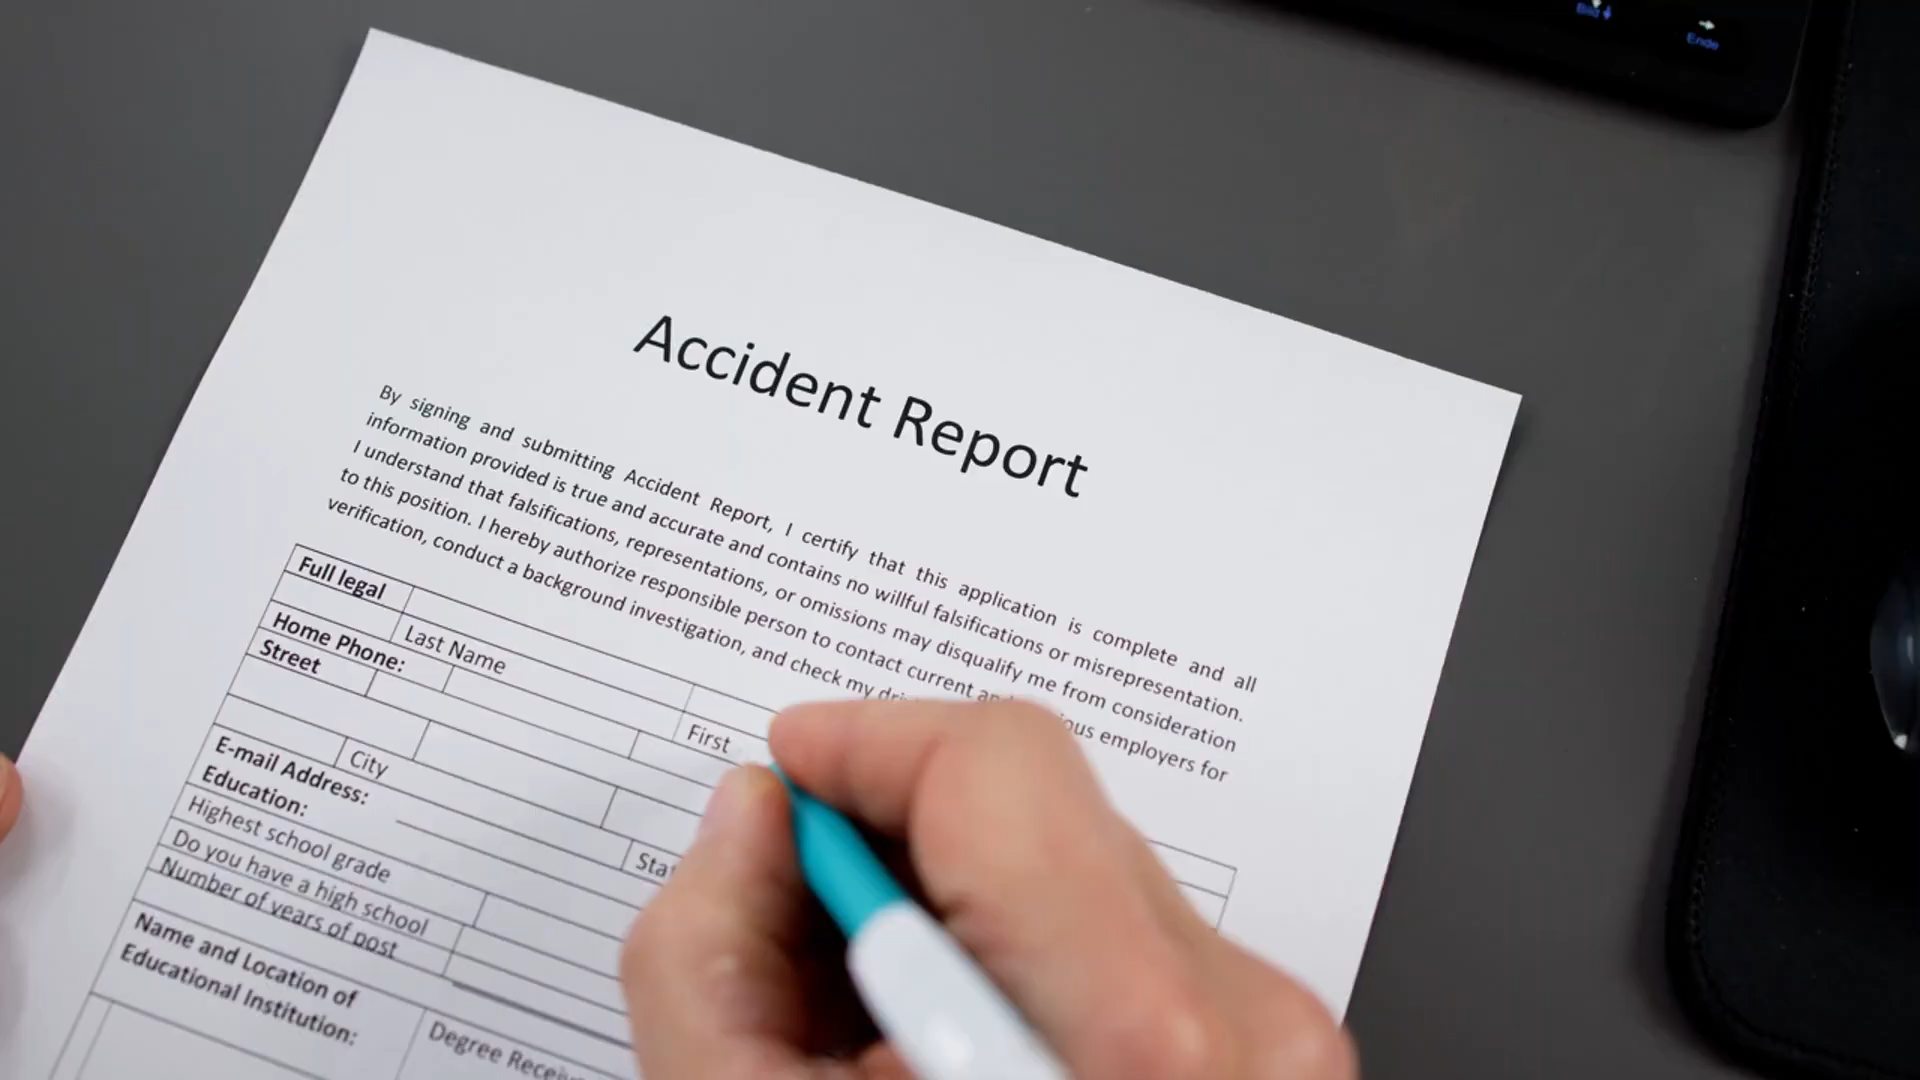 Bild
Ende
Accident Report
By signing and submitting Accident Report, I certify that this application is complete and all
information provided is true and accurate and contains no willful falsifications or misrepresentation.
I understand that falsifications, representations, or omissions may disqualify me from consideration
to this position. I hereby authorize responsible person to contact current employers for
verification, conduct a background investigation, and check my
Full legal
Last Name
First
Home Phone:
Street
City
E-mail Address:
Education:
Highest school grade
Do you have a high school
Number of years of post
Name and Location of
Educational Institution:
Degree